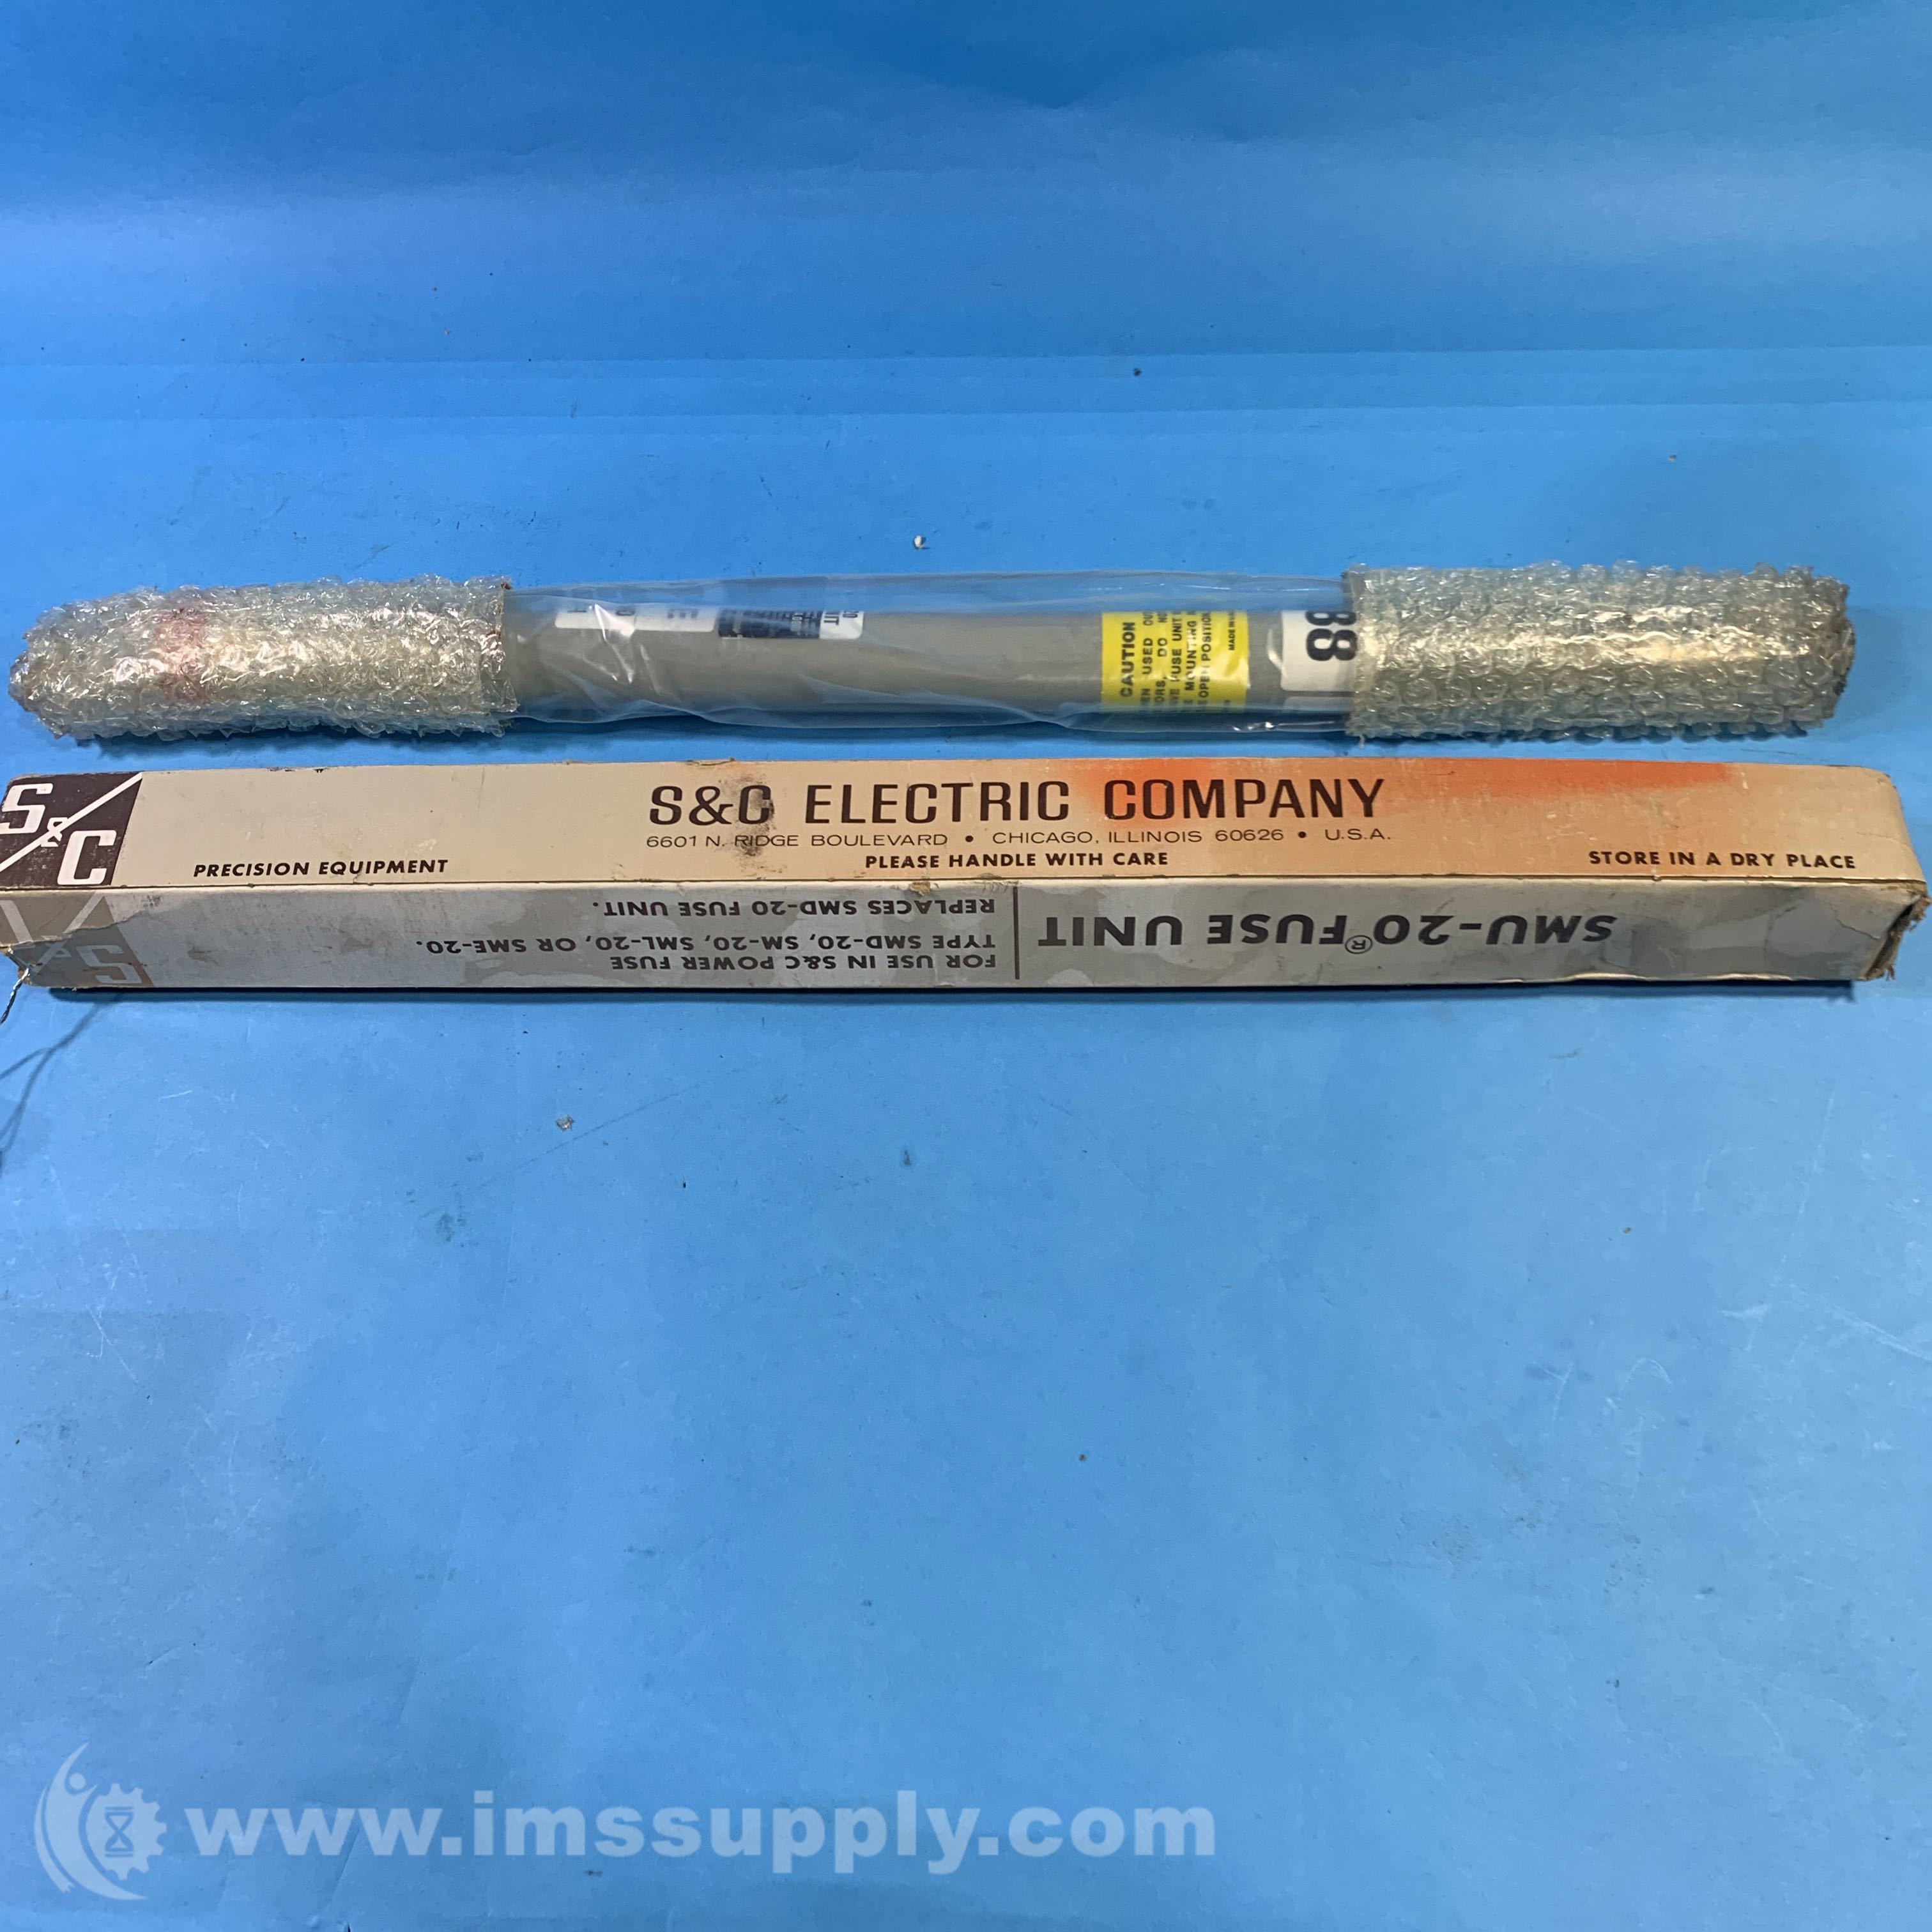 CAUTION
MADE IN
88
S&C ELECTRIC COMPANY
6601 N. RIDGE BOULEVARD • CHICAGO, ILLINOIS 60626 • U.S.A.
PRECISION EQUIPMENT
PLEASE HANDLE WITH CARE
STORE IN A DRY PLACE
S&C
SMU-20® FUSE UNIT
FOR USE IN S&C POWER FUSE
TYPE SMD-20, SM-20, SML-20, OR SME-20.
REPLACES SMD-20 FUSE UNIT.
S&C
www.imssupply.com